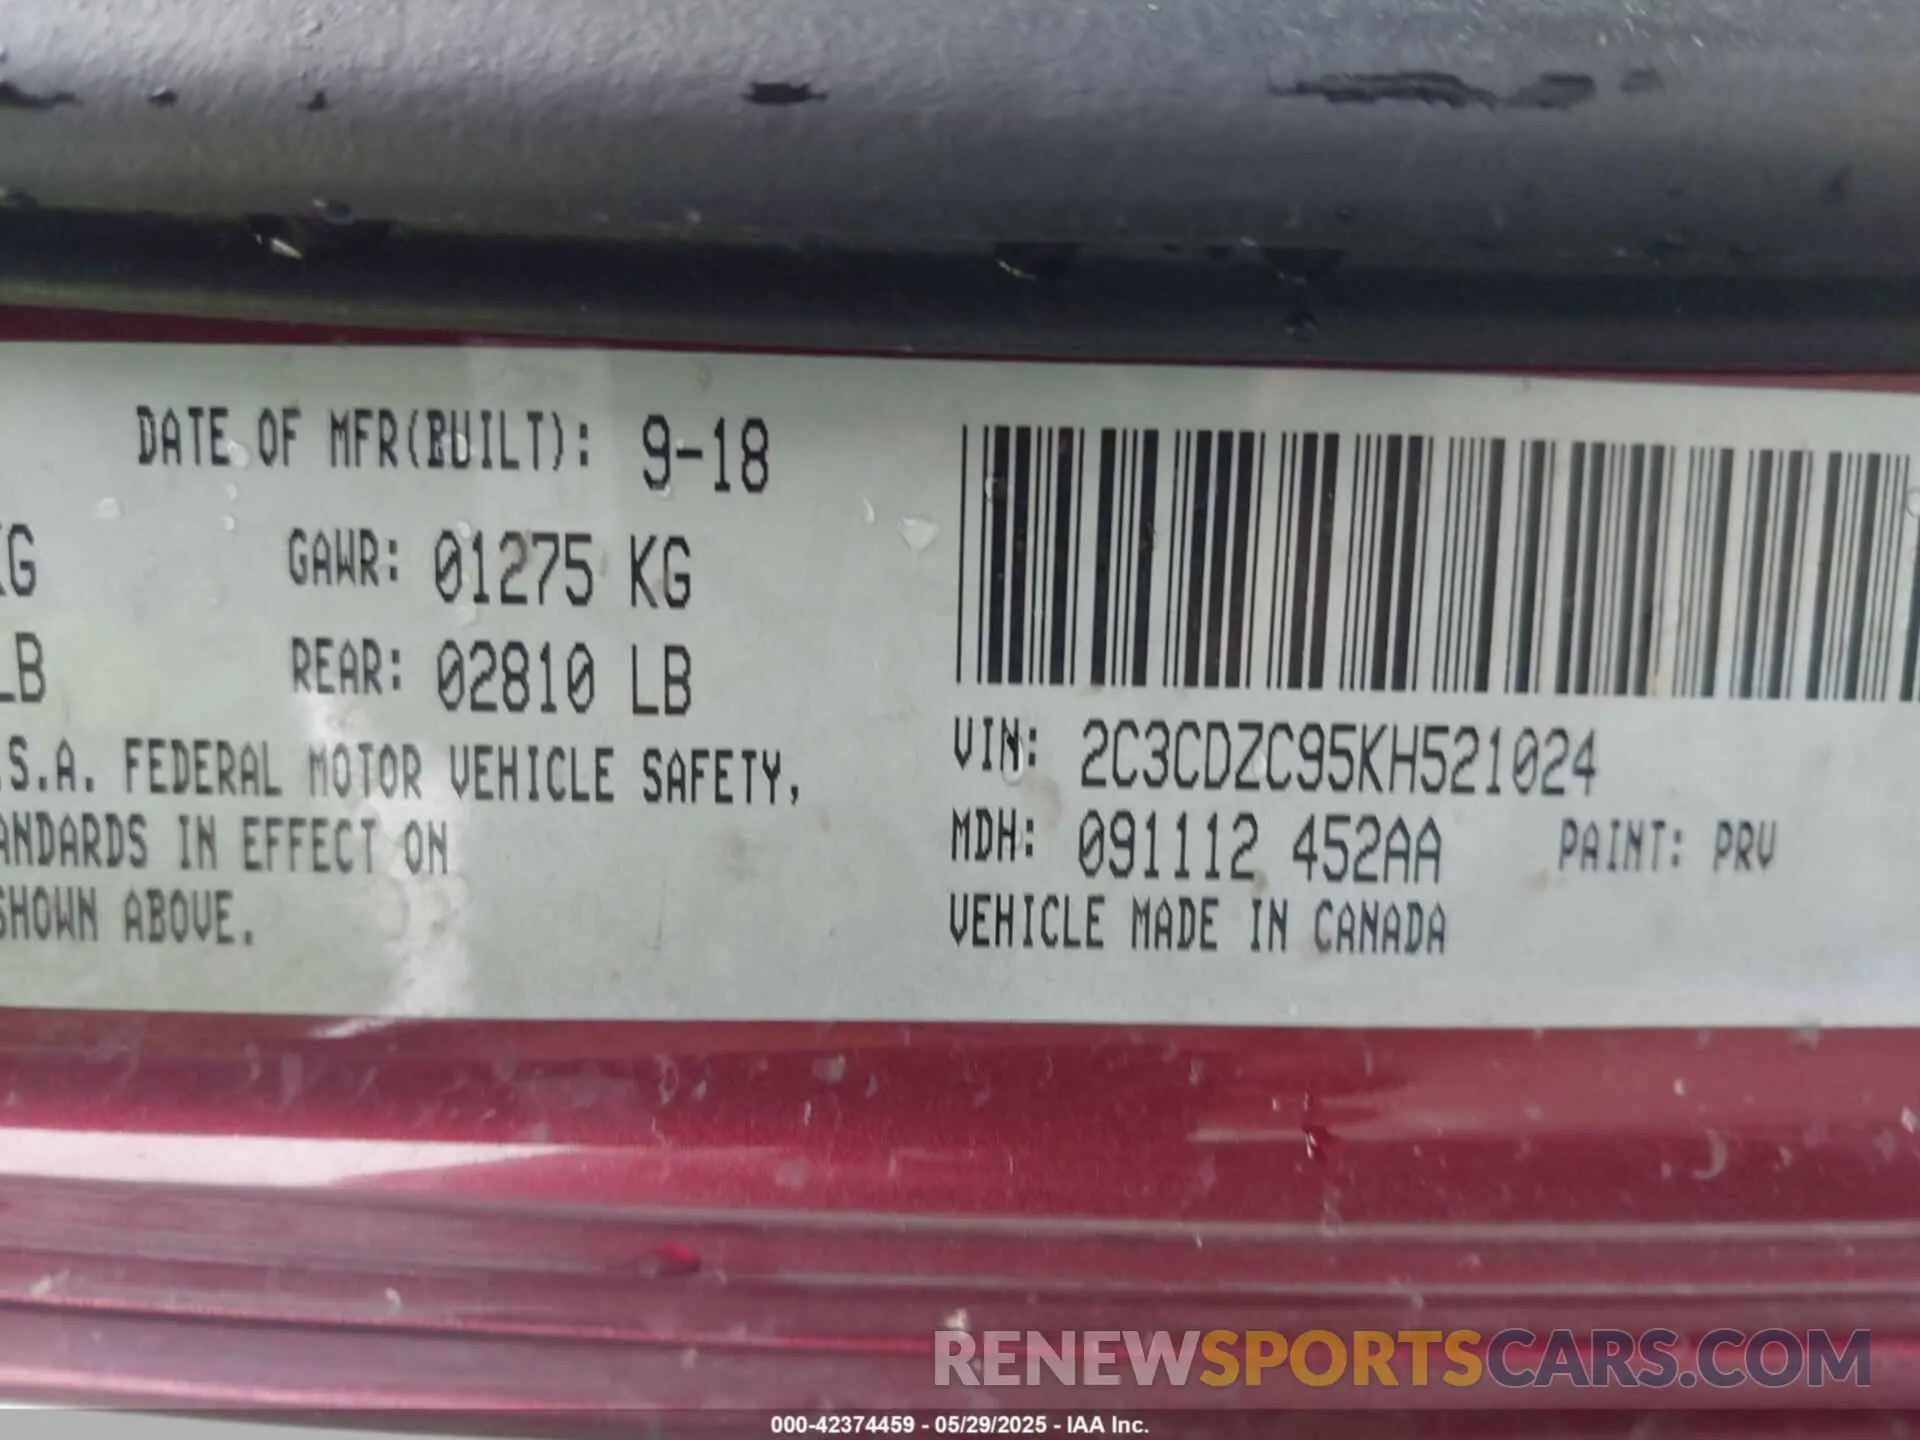 DATE OF MFR(BUILT): 9-18
KG GAWR: 01275 KG
LB REAR: 02810 LB
.S.A. FEDERAL MOTOR VEHICLE SAFETY,
ANDARDS IN EFFECT ON
SHOWN ABOVE.
VIN: 2C3CDZC95KH521024
MDH: 091112 452AA PAINT: PRV
VEHICLE MADE IN CANADA
RENEWSPORTSCARS.COM
000-42374459 - 05/29/2025 - IAA Inc.